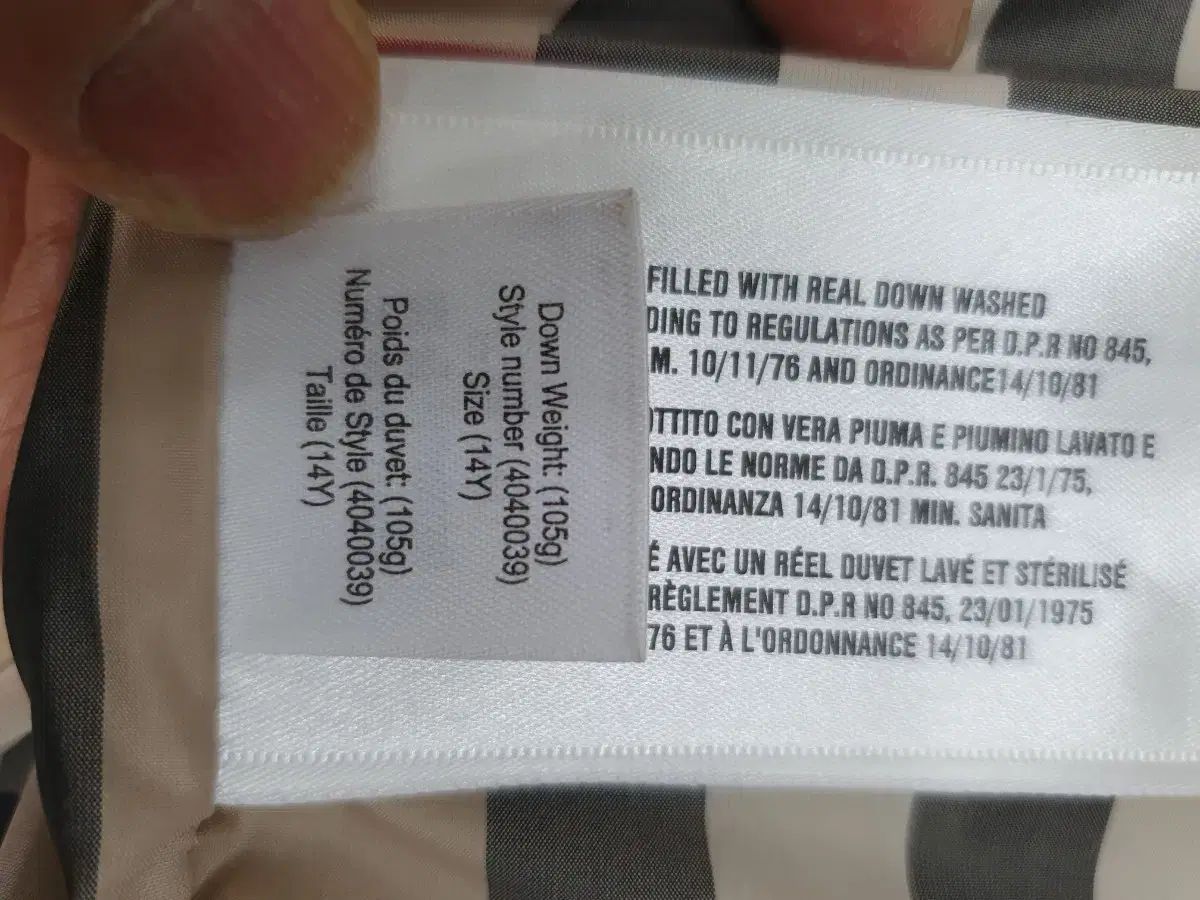 Down Weight: (105g)
Style number (4040039)
Size (14Y)
Poids du duvet: (105g)
Numéro de Style (4040039)
Taille (14Y)
FILLED WITH REAL DOWN WASHED
DING TO REGULATIONS AS PER D.P.R NO 845,
M. 10/11/76 AND ORDINANCE14/10/81
TTITO CON VERA PIUMA E PIUMINO LAVATO E
NDO LE NORME DA D.P.R. 845 23/1/75,
ORDINANZA 14/10/81 MIN. SANITA
É AVEC UN RÉEL DUVET LAVÉ ET STÉRILISÉ
RÈGLEMENT D.P.R NO 845, 23/01/1975
76 ET À L'ORDONNANCE 14/10/81